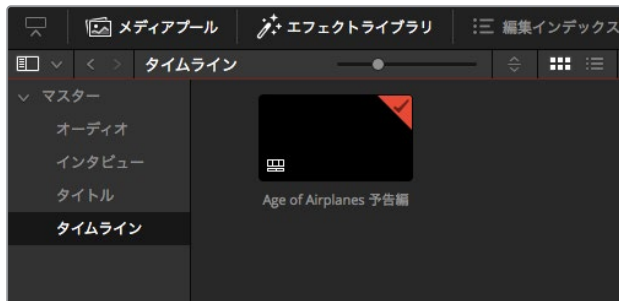 メディアプール エフェクトライブラリ 編集インデックス
タイムライン
マスター
オーディオ
インタビュー
タイトル
タイムライン
Age of Airplanes 予告編